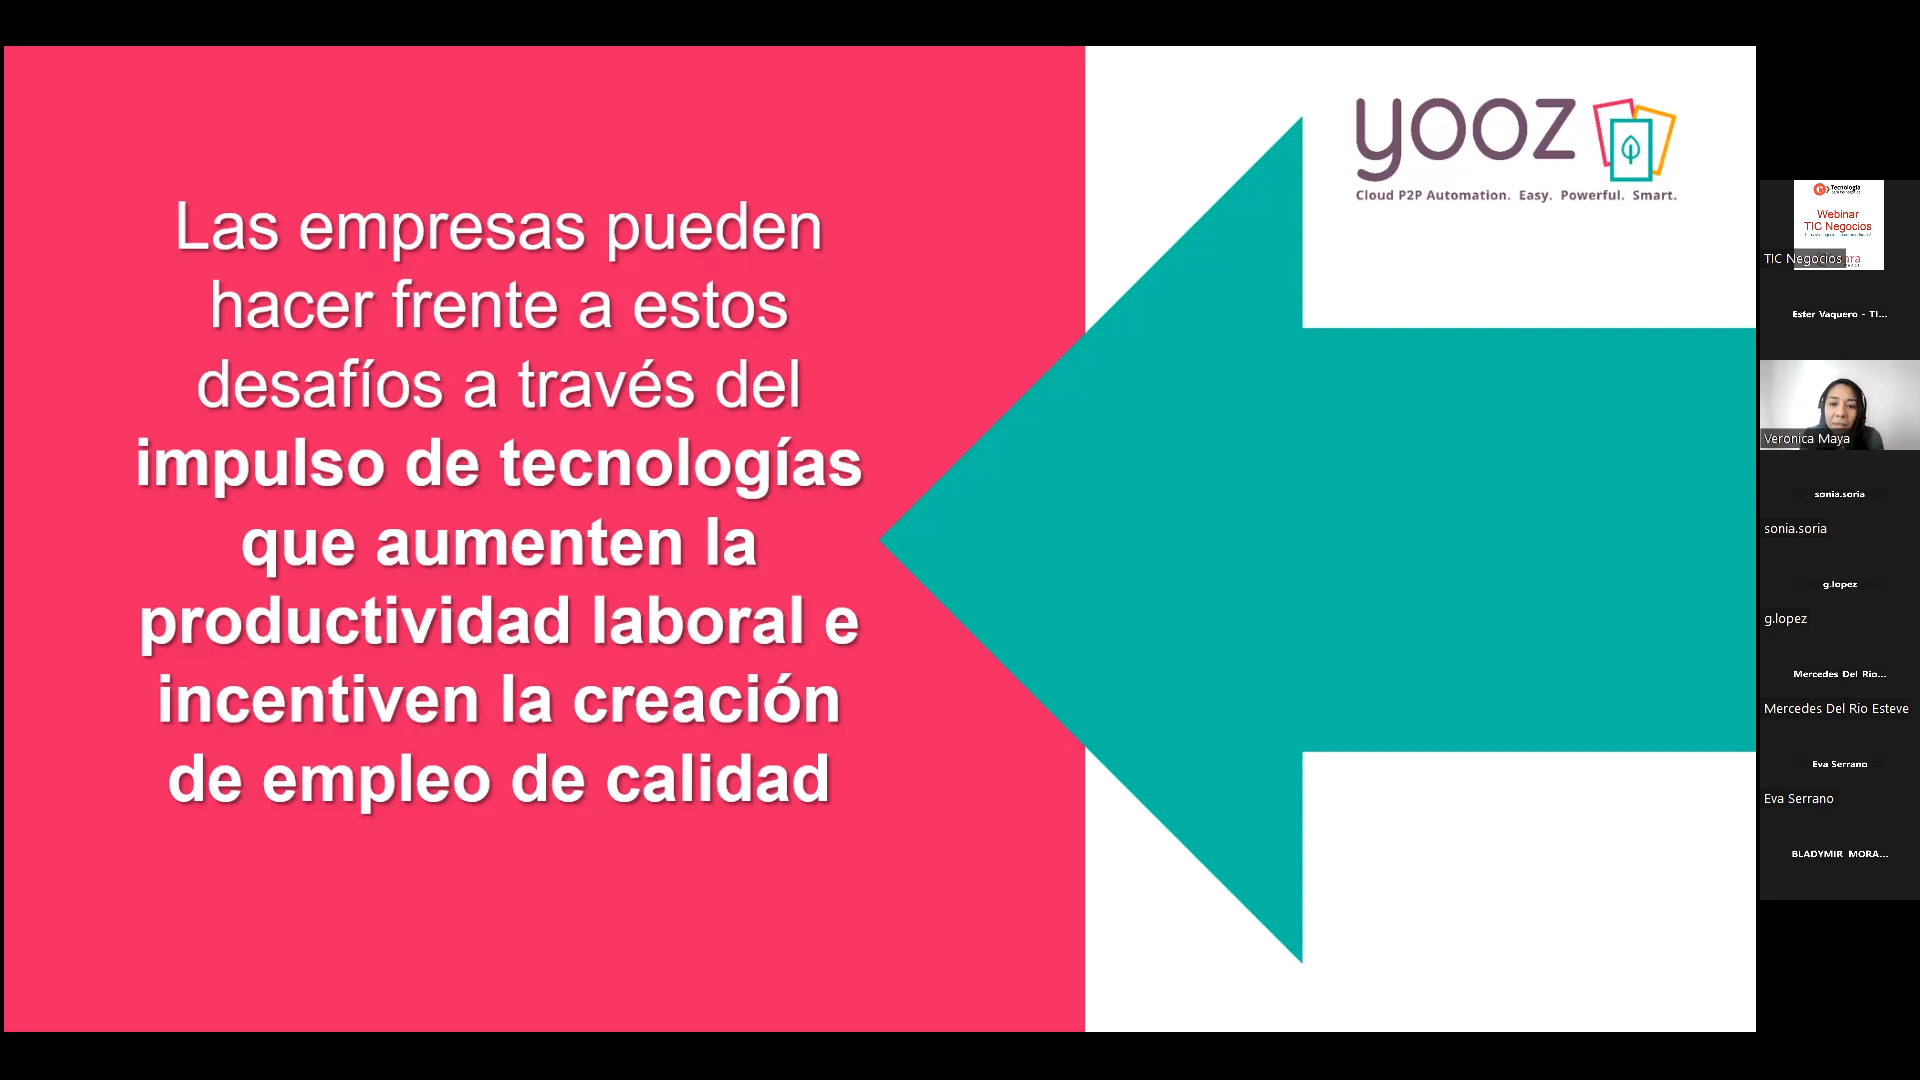 Las empresas pueden
hacer frente a estos
desafíos a través del
impulso de tecnologías
que aumenten la
productividad laboral e
incentiven la creación
de empleo de calidad
yooz
Cloud P2P Automation. Easy. Powerful. Smart.
Tecnología
Webinar
TIC Negocios
TIC Negocios
Ester Vaquero - TI...
Veronica Maya
sonia.soria
sonia.soria
g.lopez
g.lopez
Mercedes Del Rio...
Mercedes Del Rio Esteve
Eva Serrano
Eva Serrano
BLADYMIR MORA...